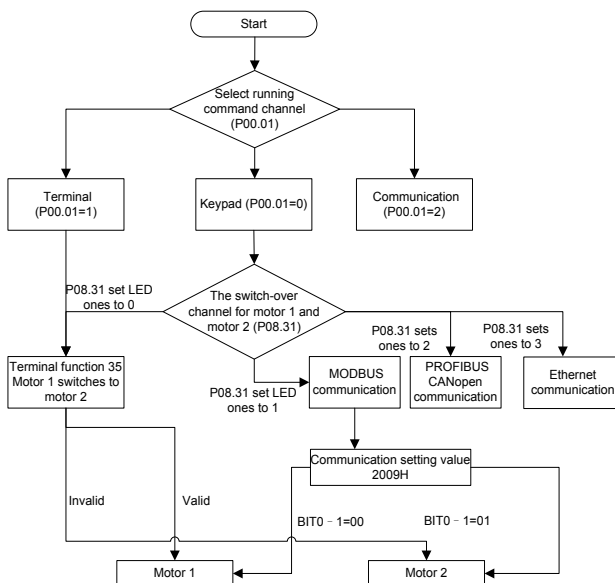 Start
Select running
command channel
(P00.01)
Terminal
(P00.01=1)
Keypad (P00.01=0)
Communication
(P00.01=2)
P08.31 set LED
ones to 0
The switch-over
channel for motor 1 and
motor 2 (P08.31)
P08.31 sets
ones to 2
P08.31 sets
ones to 3
Terminal function 35
Motor 1 switches to
motor 2
P08.31 set LED
ones to 1
MODBUS
communication
PROFIBUS
CANopen
communication
Ethernet
communication
Communication setting value
2009H
Invalid
Valid
BIT0﹣1=00
BIT0﹣1=01
Motor 1
Motor 2